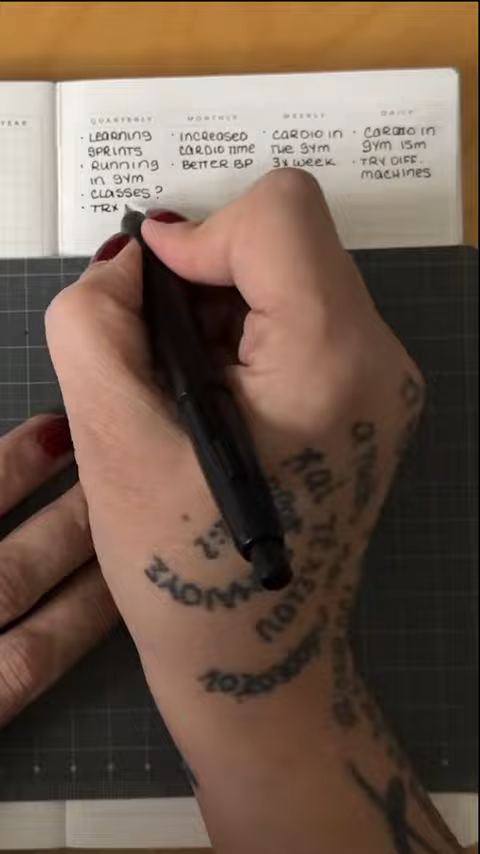 YEAR
QUARTERLY
• LEARNING
SPRINTS
• RUNNING
IN GYM
• CLASSES?
• TRX
MONTHLY
• INCREASED
CARDIO TIME
• BETTER BP
WEEKLY
• CARDIO IN
THE GYM
3X WEEK
DAILY
• CARDIO IN
GYM 15M
• TRY DIFF.
MACHINES